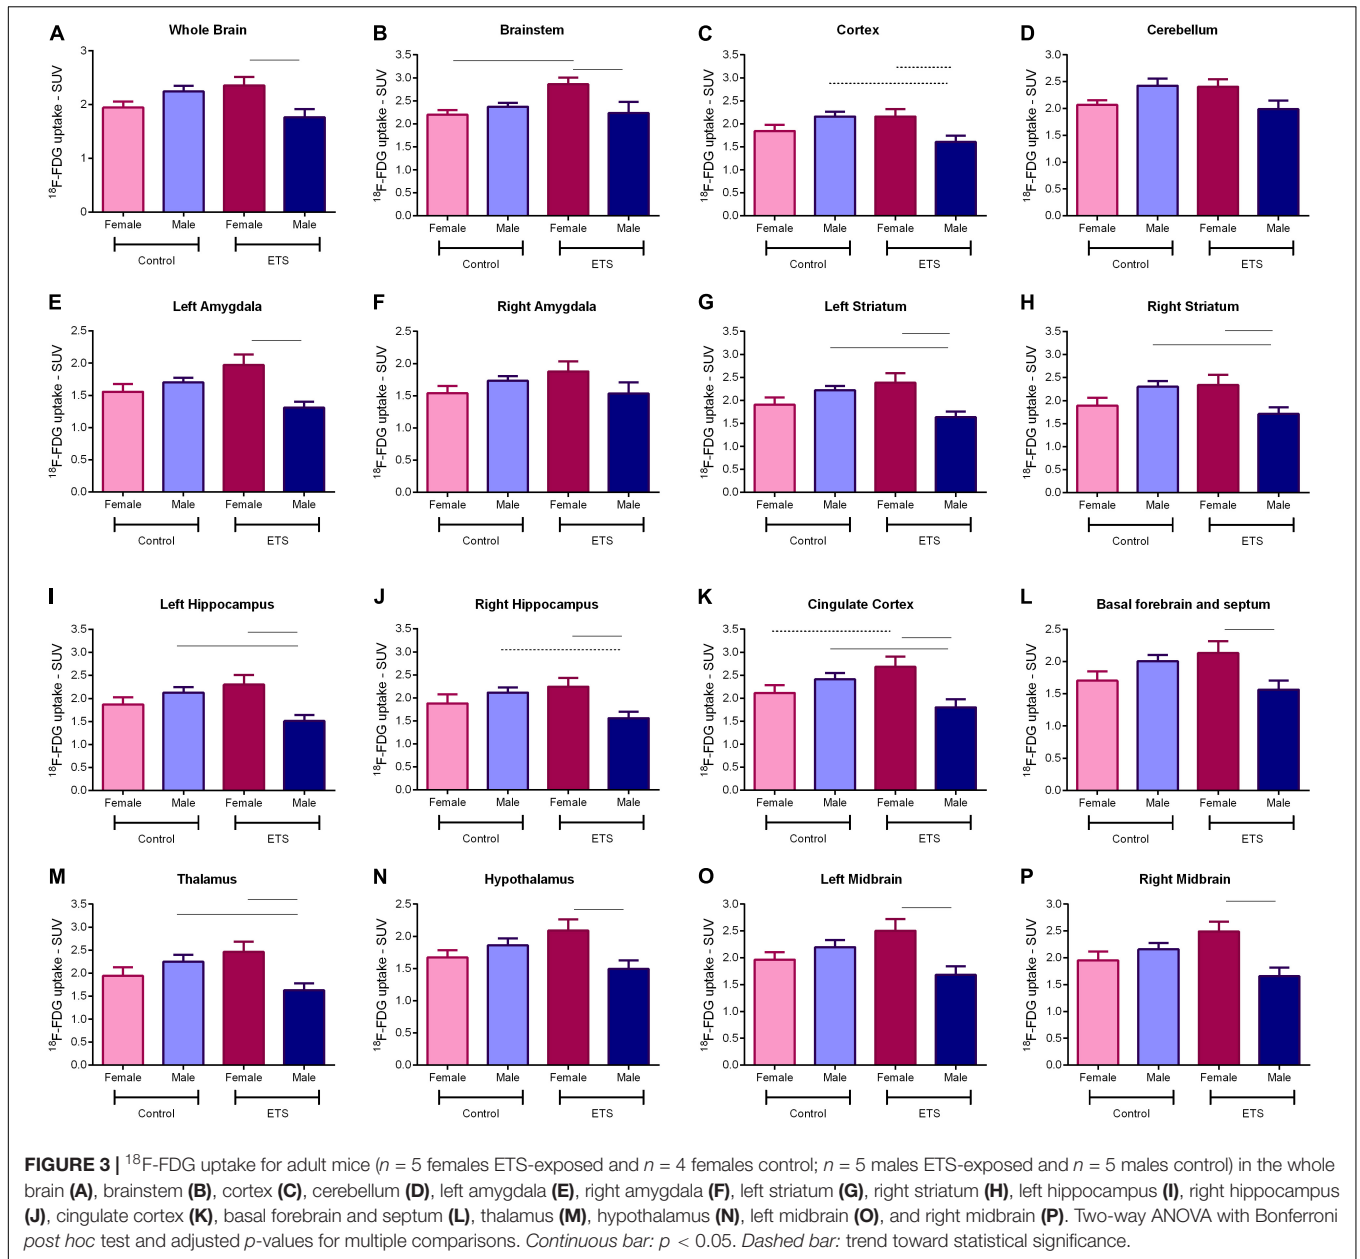 A Whole Brain
18F-FDG uptake - SUV
3
2
1
0
Female Male Female Male
Control ETS
B Brainstem
18F-FDG uptake - SUV
3.5
3.0
2.5
2.0
1.5
1.0
0.5
0.0
Female Male Female Male
Control ETS
C Cortex
18F-FDG uptake - SUV
3.5
3.0
2.5
2.0
1.5
1.0
0.5
0.0
Female Male Female Male
Control ETS
D Cerebellum
18F-FDG uptake - SUV
3.0
2.5
2.0
1.5
1.0
0.5
0.0
Female Male Female Male
Control ETS
E Left Amygdala
18F-FDG uptake - SUV
2.5
2.0
1.5
1.0
0.5
0.0
Female Male Female Male
Control ETS
F Right Amygdala
18F-FDG uptake - SUV
2.5
2.0
1.5
1.0
0.5
0.0
Female Male Female Male
Control ETS
G Left Striatum
18F-FDG uptake - SUV
3.5
3.0
2.5
2.0
1.5
1.0
0.5
0.0
Female Male Female Male
Control ETS
H Right Striatum
18F-FDG uptake - SUV
3.5
3.0
2.5
2.0
1.5
1.0
0.5
0.0
Female Male Female Male
Control ETS
I Left Hippocampus
18F-FDG uptake - SUV
3.5
3.0
2.5
2.0
1.5
1.0
0.5
0.0
Female Male Female Male
Control ETS
J Right Hippocampus
18F-FDG uptake - SUV
3.5
3.0
2.5
2.0
1.5
1.0
0.5
0.0
Female Male Female Male
Control ETS
K Cingulate Cortex
18F-FDG uptake - SUV
3.5
3.0
2.5
2.0
1.5
1.0
0.5
0.0
Female Male Female Male
Control ETS
L Basal forebrain and septum
18F-FDG uptake - SUV
2.5
2.0
1.5
1.0
0.5
0.0
Female Male Female Male
Control ETS
M Thalamus
18F-FDG uptake - SUV
3.5
3.0
2.5
2.0
1.5
1.0
0.5
0.0
Female Male Female Male
Control ETS
N Hypothalamus
18F-FDG uptake - SUV
2.5
2.0
1.5
1.0
0.5
0.0
Female Male Female Male
Control ETS
O Left Midbrain
18F-FDG uptake - SUV
3.0
2.5
2.0
1.5
1.0
0.5
0.0
Female Male Female Male
Control ETS
P Right Midbrain
18F-FDG uptake - SUV
3.0
2.5
2.0
1.5
1.0
0.5
0.0
Female Male Female Male
Control ETS
FIGURE 3 | 18F-FDG uptake for adult mice (n = 5 females ETS-exposed and n = 4 females control; n = 5 males ETS-exposed and n = 5 males control) in the whole
brain (A), brainstem (B), cortex (C), cerebellum (D), left amygdala (E), right amygdala (F), left striatum (G), right striatum (H), left hippocampus (I), right hippocampus
(J), cingulate cortex (K), basal forebrain and septum (L), thalamus (M), hypothalamus (N), left midbrain (O), and right midbrain (P). Two-way ANOVA with Bonferroni
post hoc test and adjusted p-values for multiple comparisons. Continuous bar: p < 0.05. Dashed bar: trend toward statistical significance.